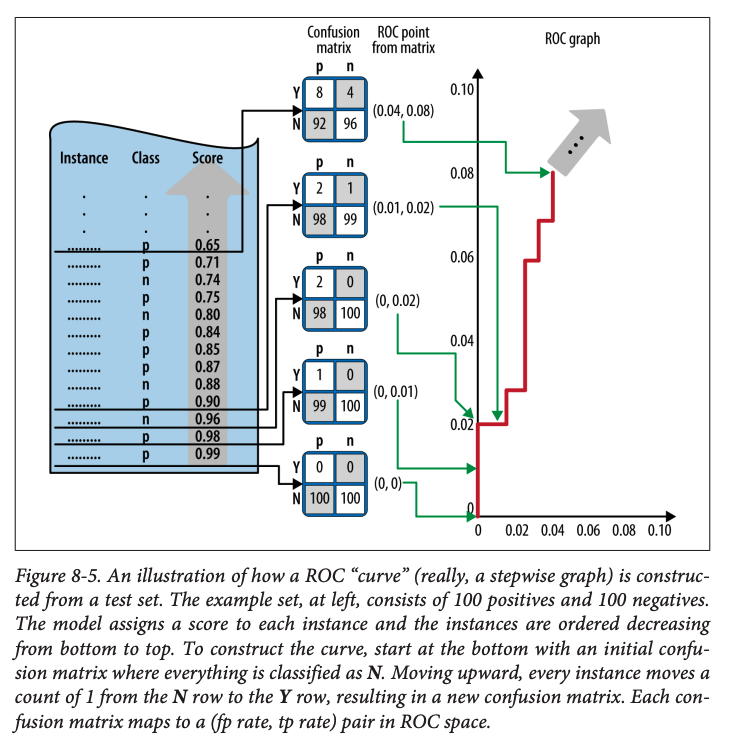 Confusion matrix
ROC point from matrix
ROC graph
p n
Y 8 4
N 92 96
(0.04, 0.08)
p n
Y 2 1
N 98 99
(0.01, 0.02)
p n
Y 2 0
N 98 100
(0, 0.02)
p n
Y 1 0
N 99 100
(0, 0.01)
p n
Y 0 0
N 100 100
(0, 0)
Instance Class Score
. . .
. . .
. . .
......... p 0.65
......... p 0.71
......... n 0.74
......... p 0.75
......... n 0.80
......... p 0.84
......... p 0.85
......... p 0.87
......... n 0.88
......... p 0.90
......... n 0.96
......... p 0.98
......... p 0.99
0.10
0.08
0.06
0.04
0.02
0
0 0.02 0.04 0.06 0.08 0.10
...
Figure 8-5. An illustration of how a ROC “curve” (really, a stepwise graph) is construc-
ted from a test set. The example set, at left, consists of 100 positives and 100 negatives.
The model assigns a score to each instance and the instances are ordered decreasing
from bottom to top. To construct the curve, start at the bottom with an initial confu-
sion matrix where everything is classified as N. Moving upward, every instance moves a
count of 1 from the N row to the Y row, resulting in a new confusion matrix. Each con-
fusion matrix maps to a (fp rate, tp rate) pair in ROC space.